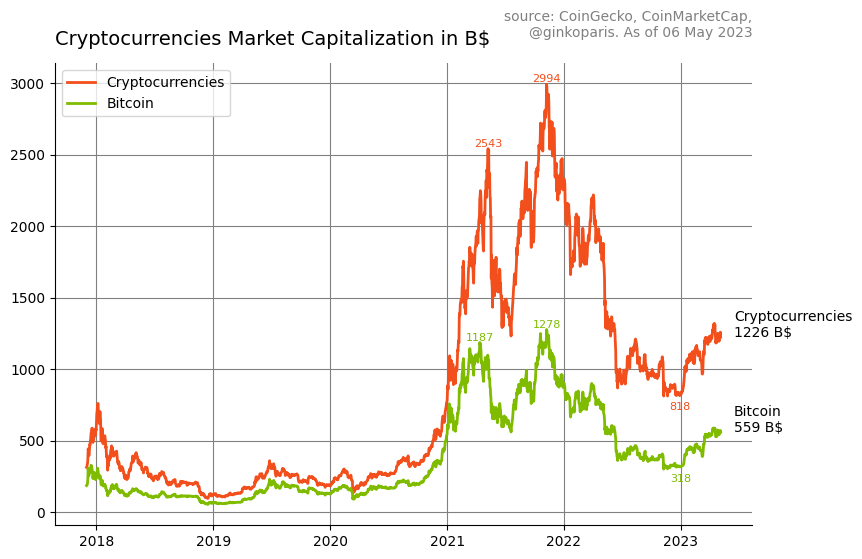 source: CoinGecko, CoinMarketCap,
@ginkoparis. As of 06 May 2023
Cryptocurrencies Market Capitalization in B$
Cryptocurrencies
Bitcoin
3000
2500
2000
1500
1000
500
0
2994
2543
1278
1187
818
318
Cryptocurrencies
1226 B$
Bitcoin
559 B$
2018
2019
2020
2021
2022
2023